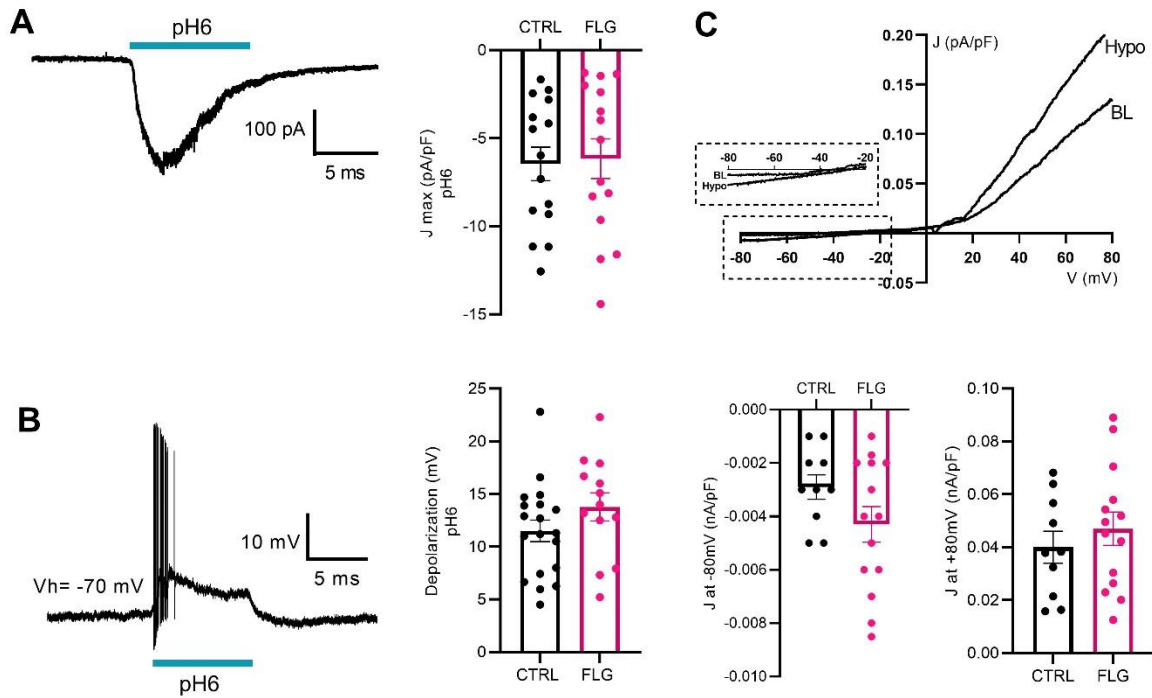 A
pH6
100 pA
5 ms
CTRL FLG
J max (pA/pF)
pH6
0
-5
-10
-15
C
J (pA/pF)
0.20
0.15
0.10
0.05
-0.05
Hypo
BL
-80 -60 -40 -20
BL
Hypo
-80 -60 -40 -20 20 40 60 80
V (mV)
B
Vh= -70 mV
10 mV
5 ms
pH6
Depolarization (mV)
pH6
25
20
15
10
5
0
CTRL FLG
CTRL FLG
J at -80mV (nA/pF)
0.000
-0.002
-0.004
-0.006
-0.008
-0.010
J at +80mV (nA/pF)
0.10
0.08
0.06
0.04
0.02
0.00
CTRL FLG